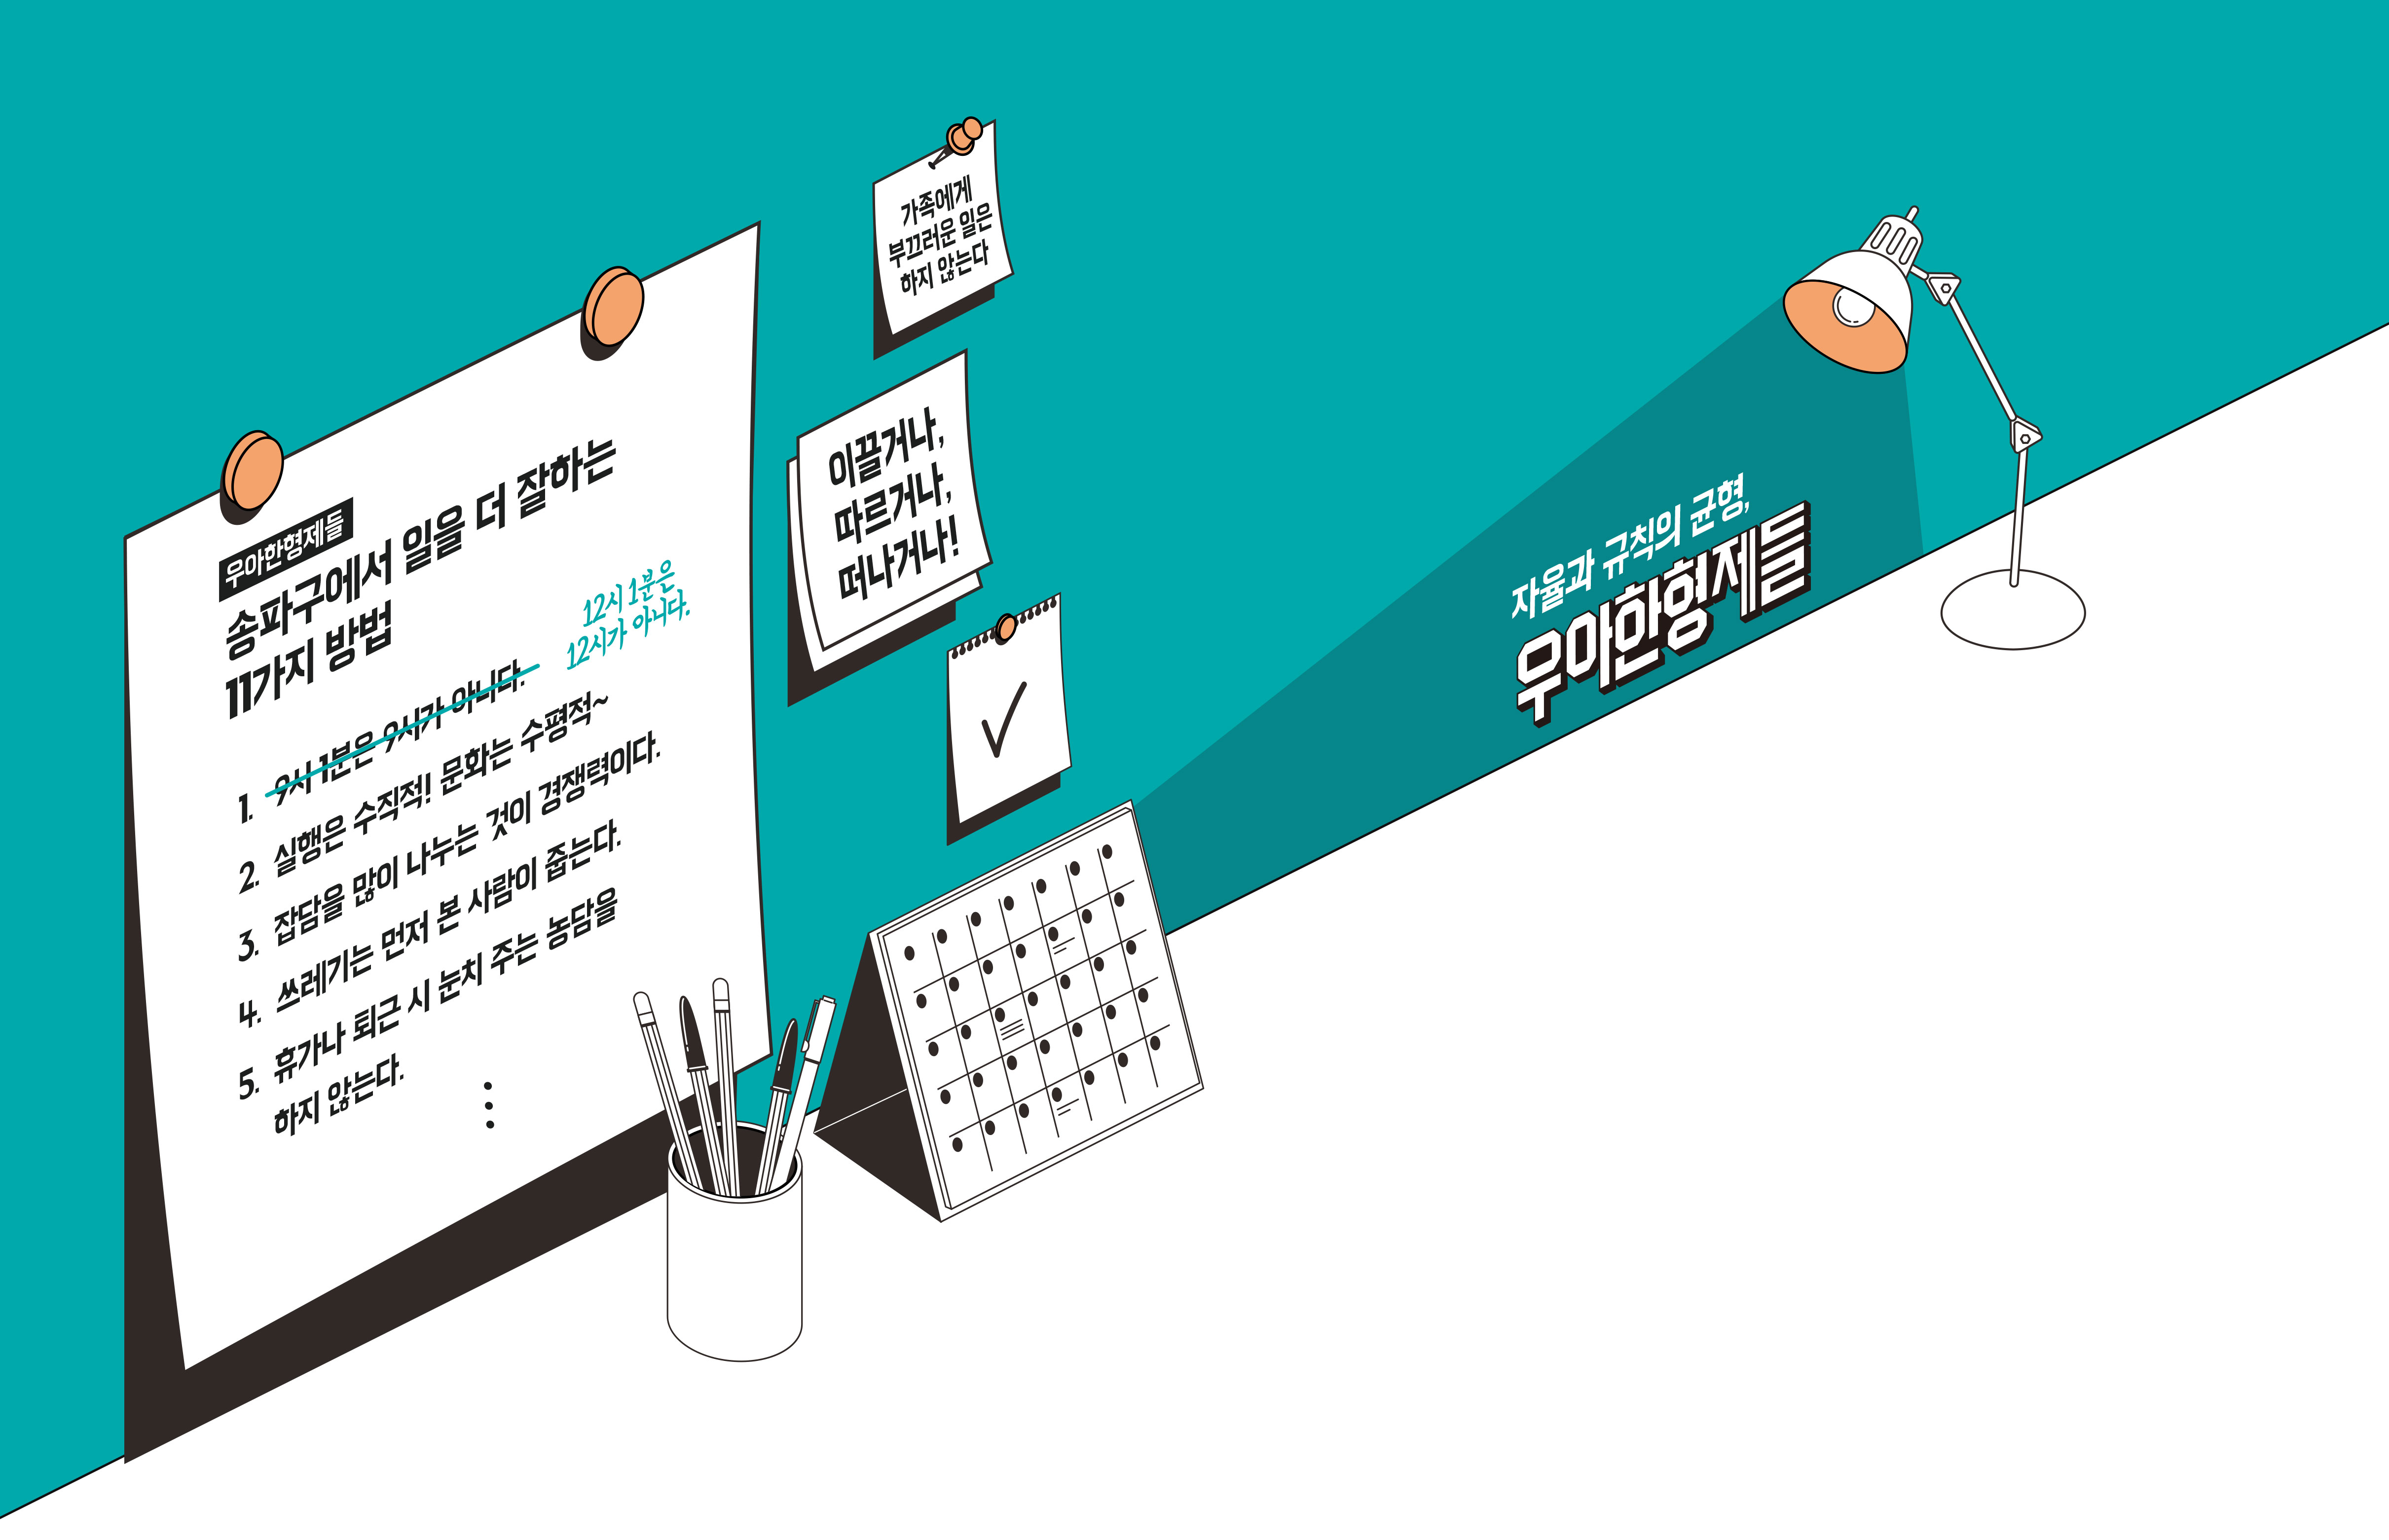 우아한형제들
송파구에서 일을 더 잘하는
11가지 방법
1. 9시 1분은 9시가 아니다.
12시 1분은
12시가 아니다.
2. 실행은 수직적! 문화는 수평적~
3. 잡담을 많이 나누는 것이 경쟁력이다.
4. 쓰레기는 먼저 본 사람이 줍는다.
5. 휴가나 퇴근 시 눈치 주는 농담을
하지 않는다.
가족에게
부끄러운 일은
하지 않는다
이끌거나,
따르거나,
떠나거나!
자율과 규칙의 균형,
우아한형제들